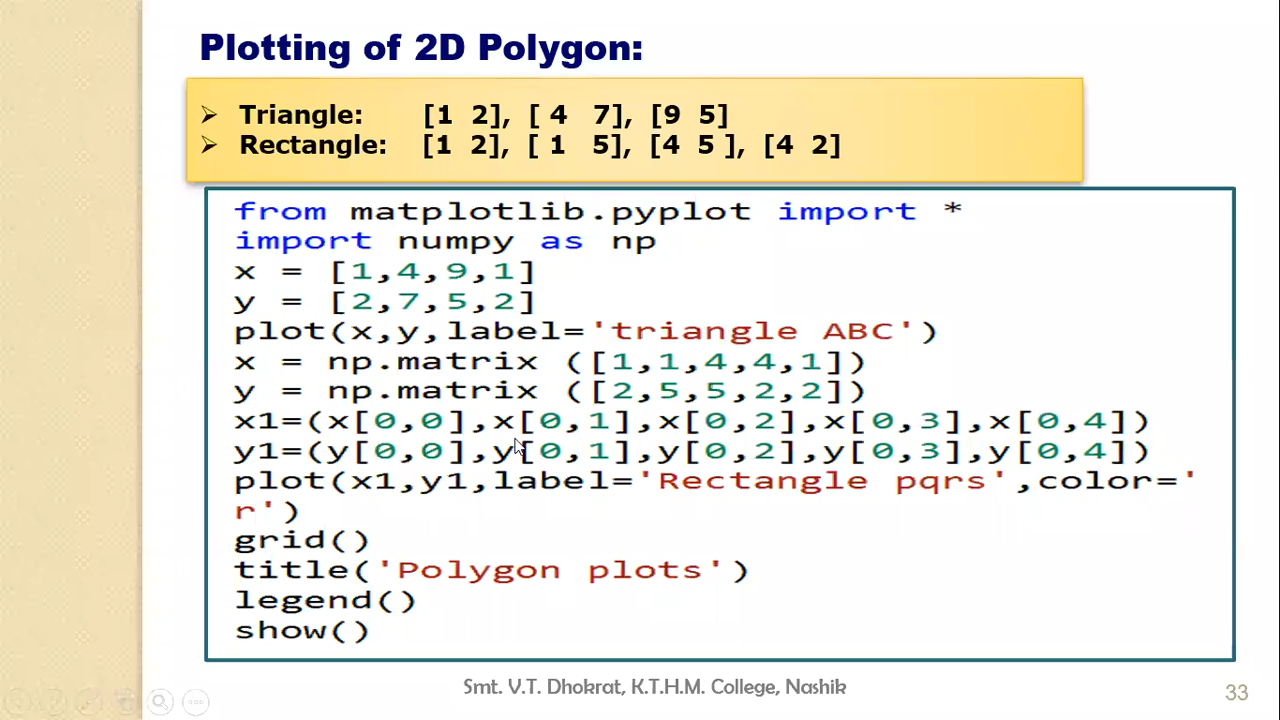 Plotting of 2D Polygon:
➢ Triangle: [1 2], [ 4 7], [9 5]
➢ Rectangle: [1 2], [ 1 5], [4 5 ], [4 2]
from matplotlib.pyplot import *
import numpy as np
x = [1,4,9,1]
y = [2,7,5,2]
plot(x,y,label='triangle ABC')
x = np.matrix ([1,1,4,4,1])
y = np.matrix ([2,5,5,2,2])
x1=(x[0,0],x[0,1],x[0,2],x[0,3],x[0,4])
y1=(y[0,0],y[0,1],y[0,2],y[0,3],y[0,4])
plot(x1,y1,label='Rectangle pqrs',color='
r')
grid()
title('Polygon plots')
legend()
show()
Smt. V.T. Dhokrat, K.T.H.M. College, Nashik
33